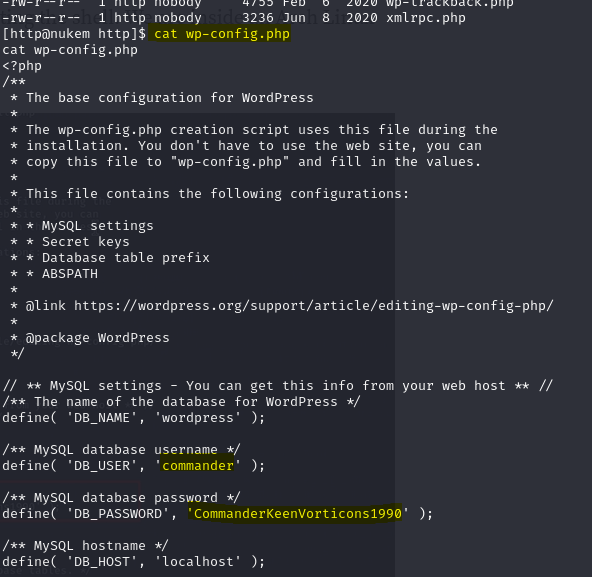 -rw-r--r-- 1 http nobody 4755 Feb 6 2020 wp-trackback.php
-rw-r--r-- 1 http nobody 3236 Jun 8 2020 xmlrpc.php
[http@nukem http]$ cat wp-config.php
cat wp-config.php
<?php
/**
 * The base configuration for WordPress
 *
 * The wp-config.php creation script uses this file during the
 * installation. You don't have to use the web site, you can
 * copy this file to "wp-config.php" and fill in the values.
 *
 * This file contains the following configurations:
 *
 * * MySQL settings
 * * Secret keys
 * * Database table prefix
 * * ABSPATH
 *
 * @link https://wordpress.org/support/article/editing-wp-config-php/
 *
 * @package WordPress
 */
// ** MySQL settings - You can get this info from your web host ** //
/** The name of the database for WordPress */
define( 'DB_NAME', 'wordpress' );
/** MySQL database username */
define( 'DB_USER', 'commander' );
/** MySQL database password */
define( 'DB_PASSWORD', 'CommanderKeenVorticons1990' );
/** MySQL hostname */
define( 'DB_HOST', 'localhost' );